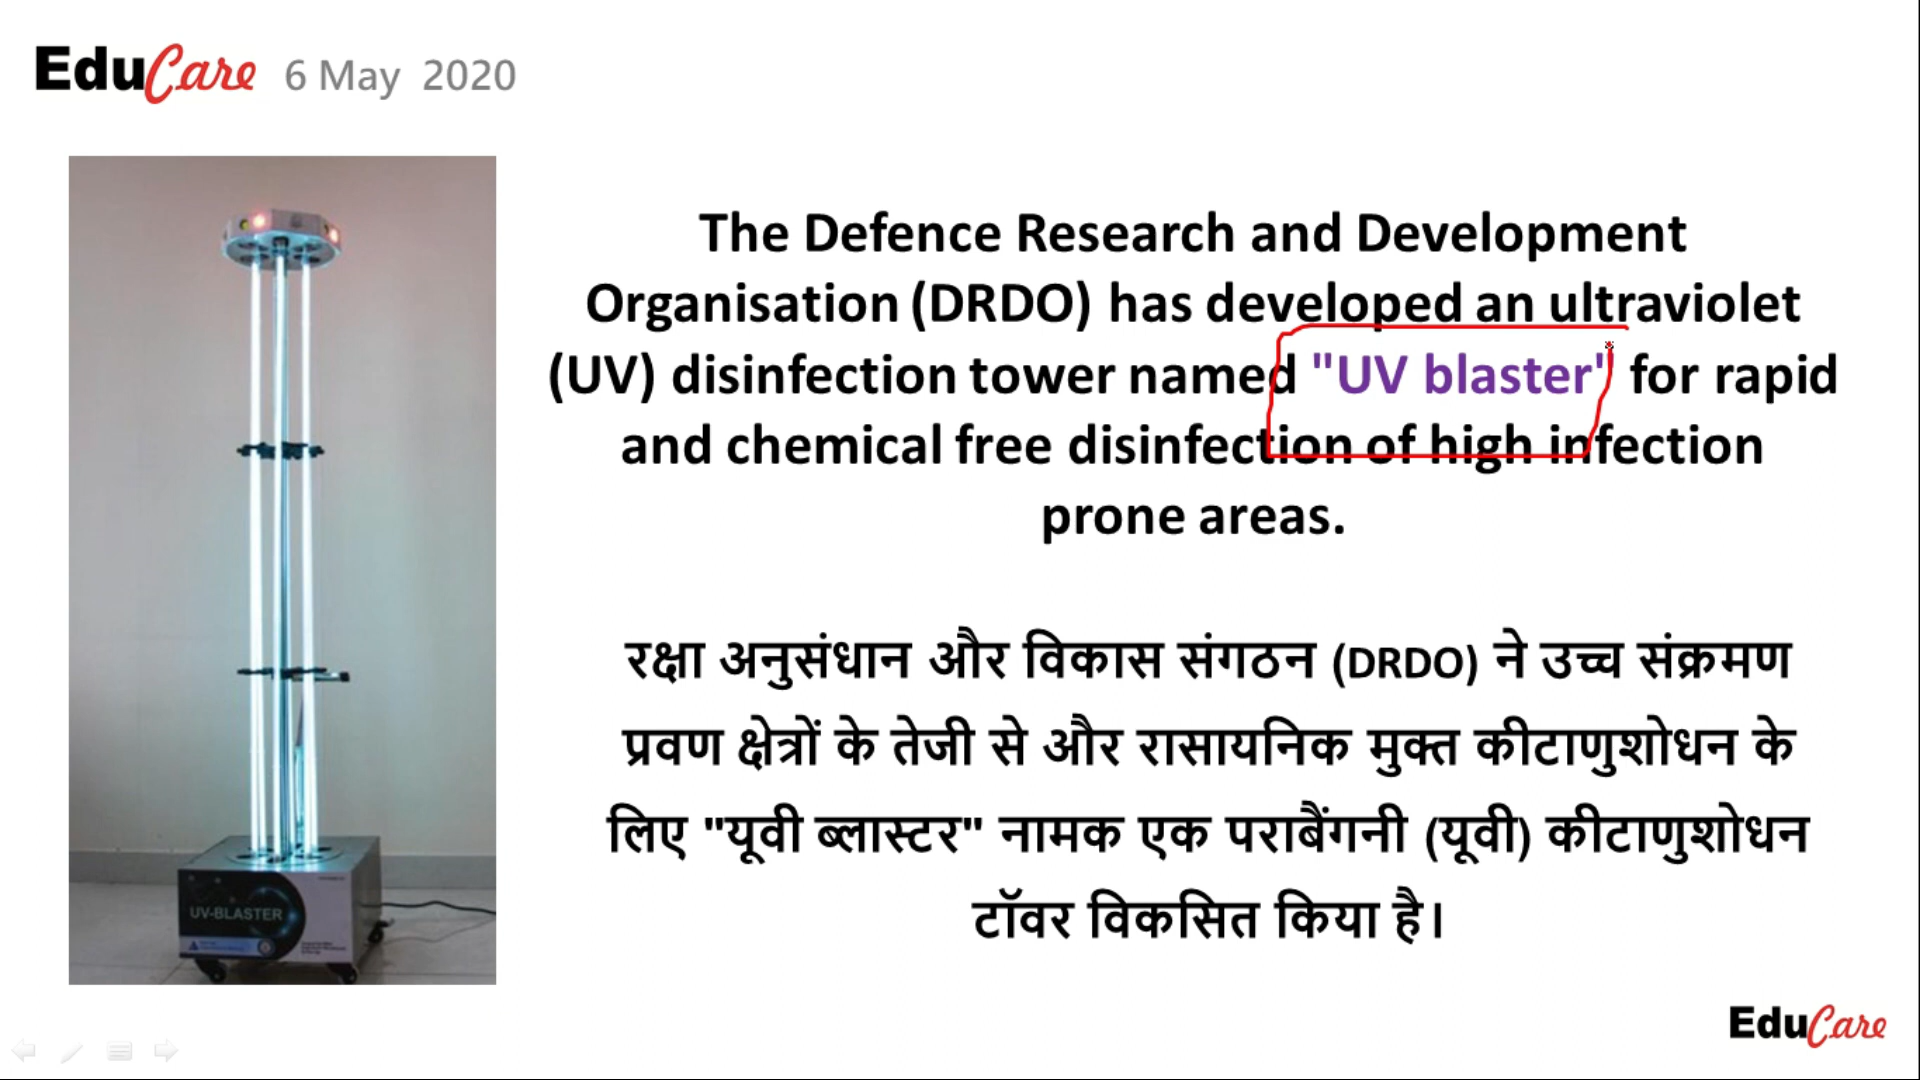 EduCare 6 May 2020
The Defence Research and Development
Organisation (DRDO) has developed an ultraviolet
(UV) disinfection tower named "UV blaster" for rapid
and chemical free disinfection of high infection
prone areas.
रक्षा अनुसंधान और विकास संगठन (DRDO) ने उच्च संक्रमण
प्रवण क्षेत्रों के तेजी से और रासायनिक मुक्त कीटाणुशोधन के
लिए "यूवी ब्लास्टर" नामक एक पराबैंगनी (यूवी) कीटाणुशोधन
टॉवर विकसित किया है।
UV-BLASTER
EduCare